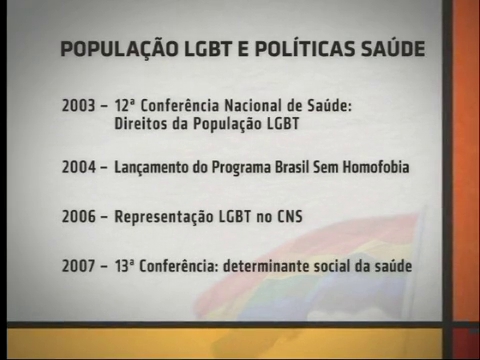 POPULAÇÃO LGBT E POLÍTICAS SAÚDE
2003 – 12ª Conferência Nacional de Saúde:
Direitos da População LGBT
2004 – Lançamento do Programa Brasil Sem Homofobia
2006 – Representação LGBT no CNS
2007 – 13ª Conferência: determinante social da saúde